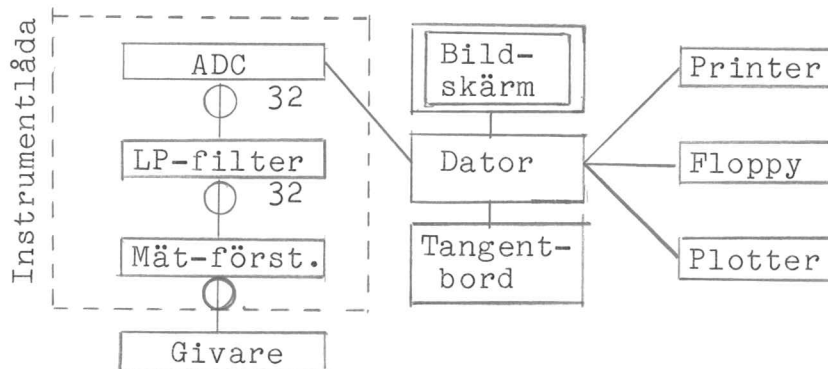 Instrumentlåda
ADC
32
LP-filter
32
Mät-först.
Givare
Bild-
skärm
Dator
Tangent-
bord
Printer
Floppy
Plotter